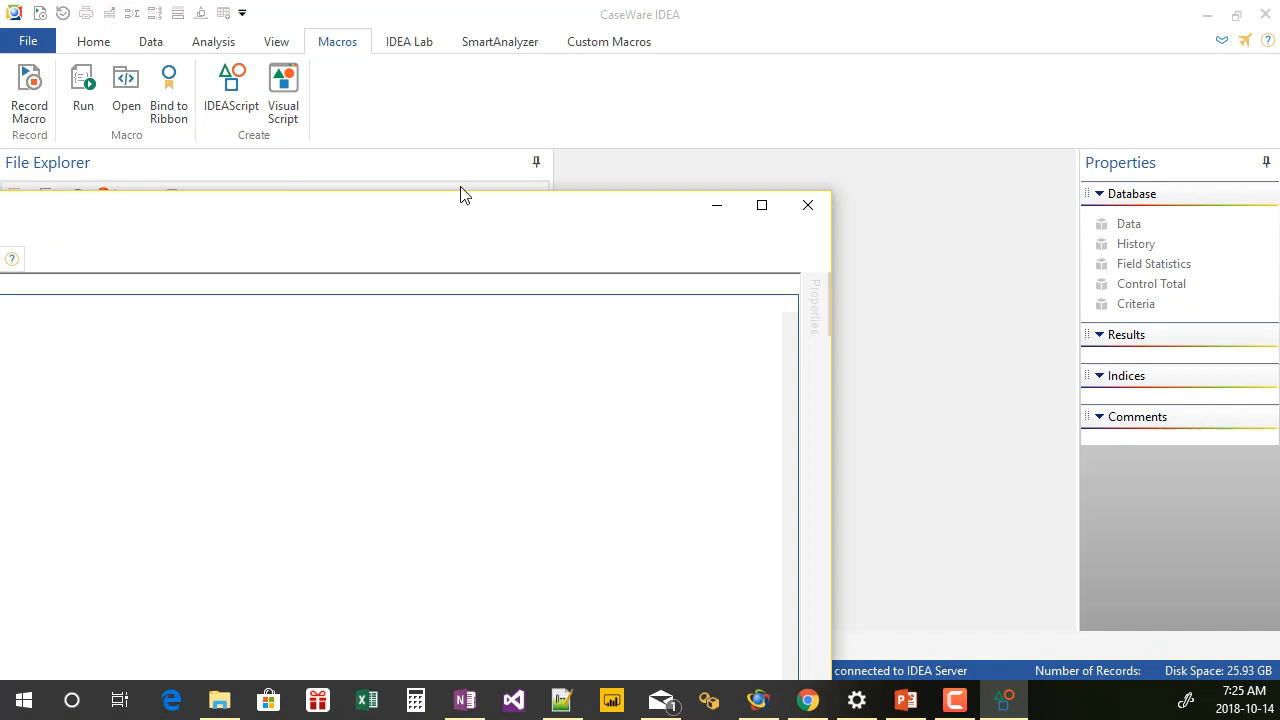 CaseWare IDEA
File Home Data Analysis View Macros IDEA Lab SmartAnalyzer Custom Macros
Record Macro
Run
Open
Bind to Ribbon
IDEAScript
Visual Script
Record Macro Create
File Explorer
Properties
Database
Data
History
Field Statistics
Control Total
Criteria
Results
Indices
Comments
Properties
connected to IDEA Server Number of Records: Disk Space: 25.93 GB
1
7:25 AM
2018-10-14